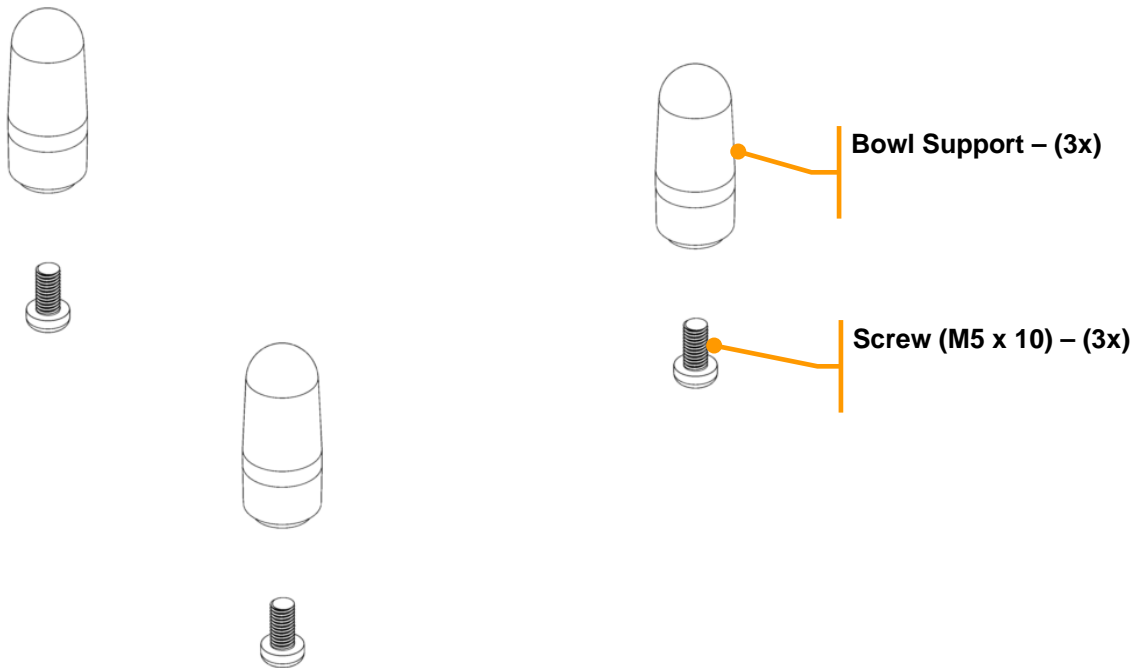 Bowl Support – (3x)
Screw (M5 x 10) – (3x)